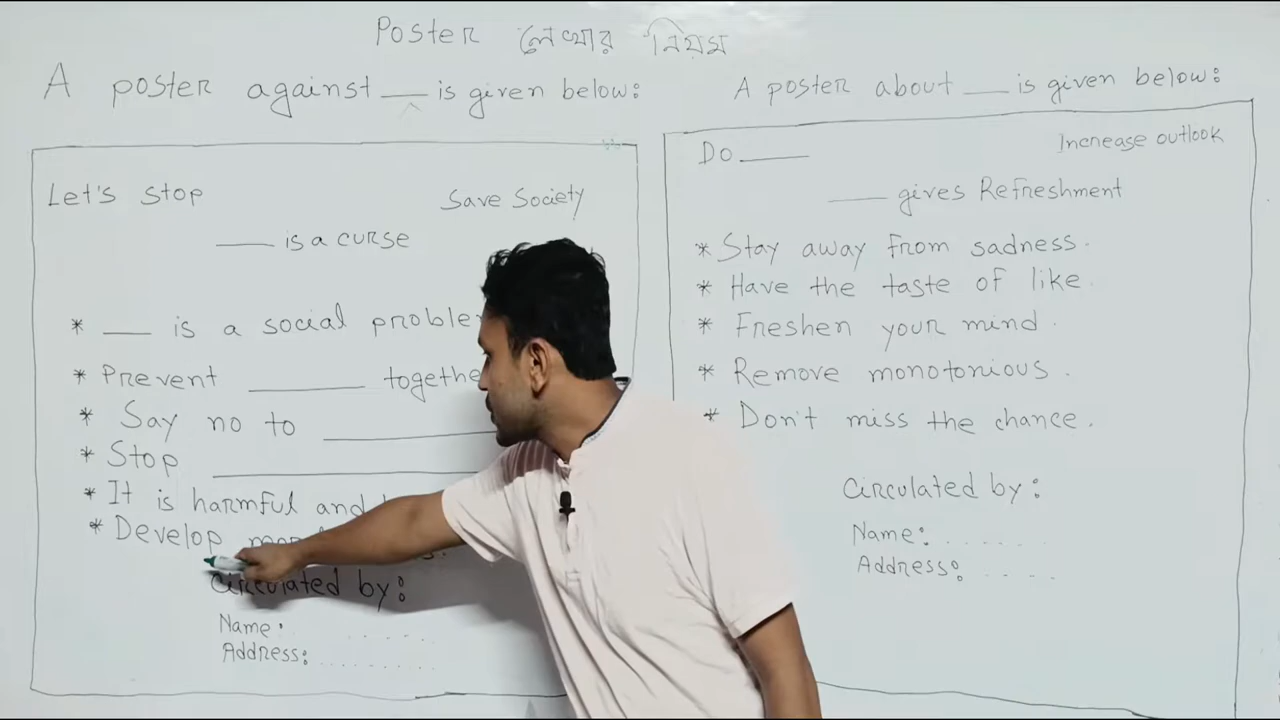 Poster লেখার নিয়ম
A poster against ___ is given below:
Let's stop
Save Society
___ is a curse
* ___ is a social
* Prevent ___
* Say no to ___
* Stop ___
* It is harmful and
* Develop
Circulated by:
Name: . . . . .
Address: . . . . . . . .
A poster about ___ is given below:
Do ___
Increase outlook
___ gives Refreshment
* Stay away from sadness.
* Have the taste of like.
* Freshen your mind.
* Remove monotonious.
* Don't miss the chance.
Circulated by:
Name: . . . . . .
Address: . . . .